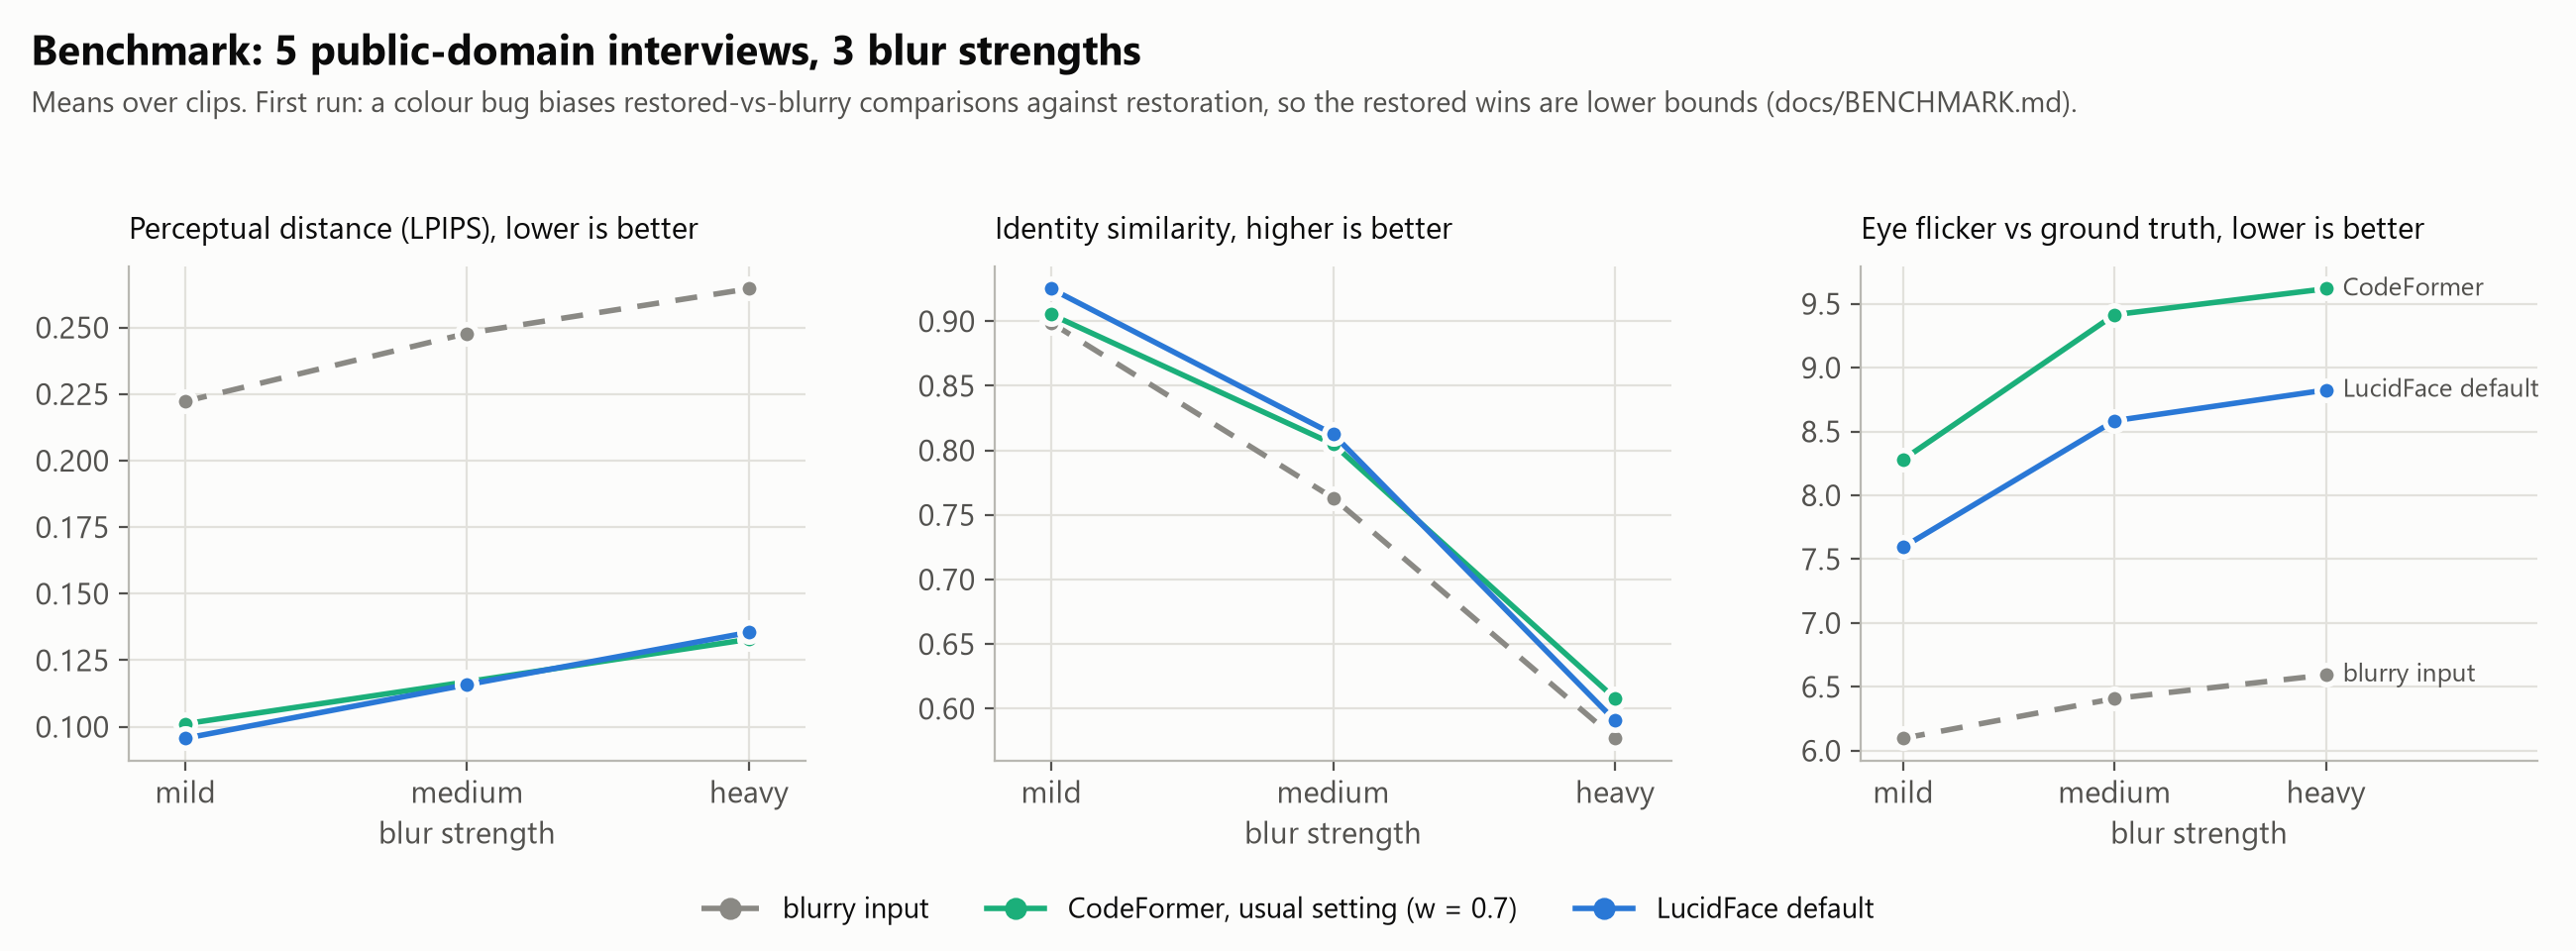 Benchmark: 5 public-domain interviews, 3 blur strengths
Means over clips. First run: a colour bug biases restored-vs-blurry comparisons against restoration, so the restored wins are lower bounds (docs/BENCHMARK.md).
Perceptual distance (LPIPS), lower is better
0.250
0.225
0.200
0.175
0.150
0.125
0.100
mild medium heavy
blur strength
Identity similarity, higher is better
0.90
0.85
0.80
0.75
0.70
0.65
0.60
mild medium heavy
blur strength
Eye flicker vs ground truth, lower is better
9.5
9.0
8.5
8.0
7.5
7.0
6.5
6.0
CodeFormer
LucidFace default
blurry input
mild medium heavy
blur strength
blurry input CodeFormer, usual setting (w = 0.7) LucidFace default